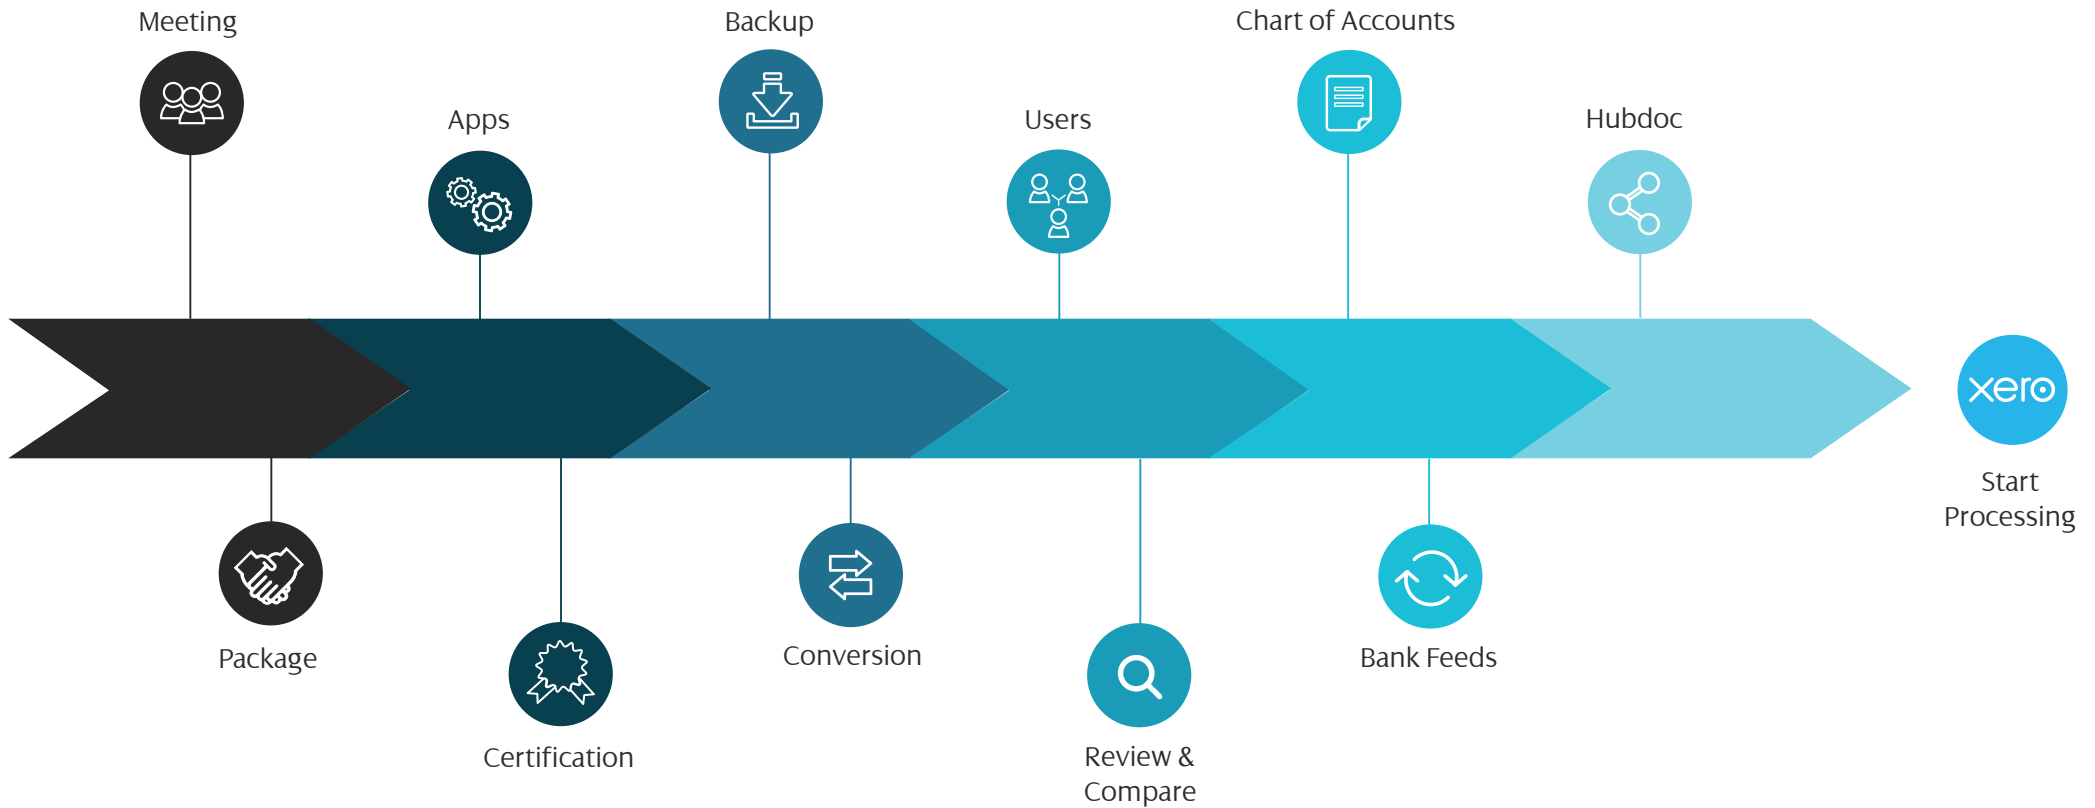 Meeting
Backup
Chart of Accounts
Apps
Users
Hubdoc
xero
Start
Processing
Package
Conversion
Bank Feeds
Certification
Review &
Compare